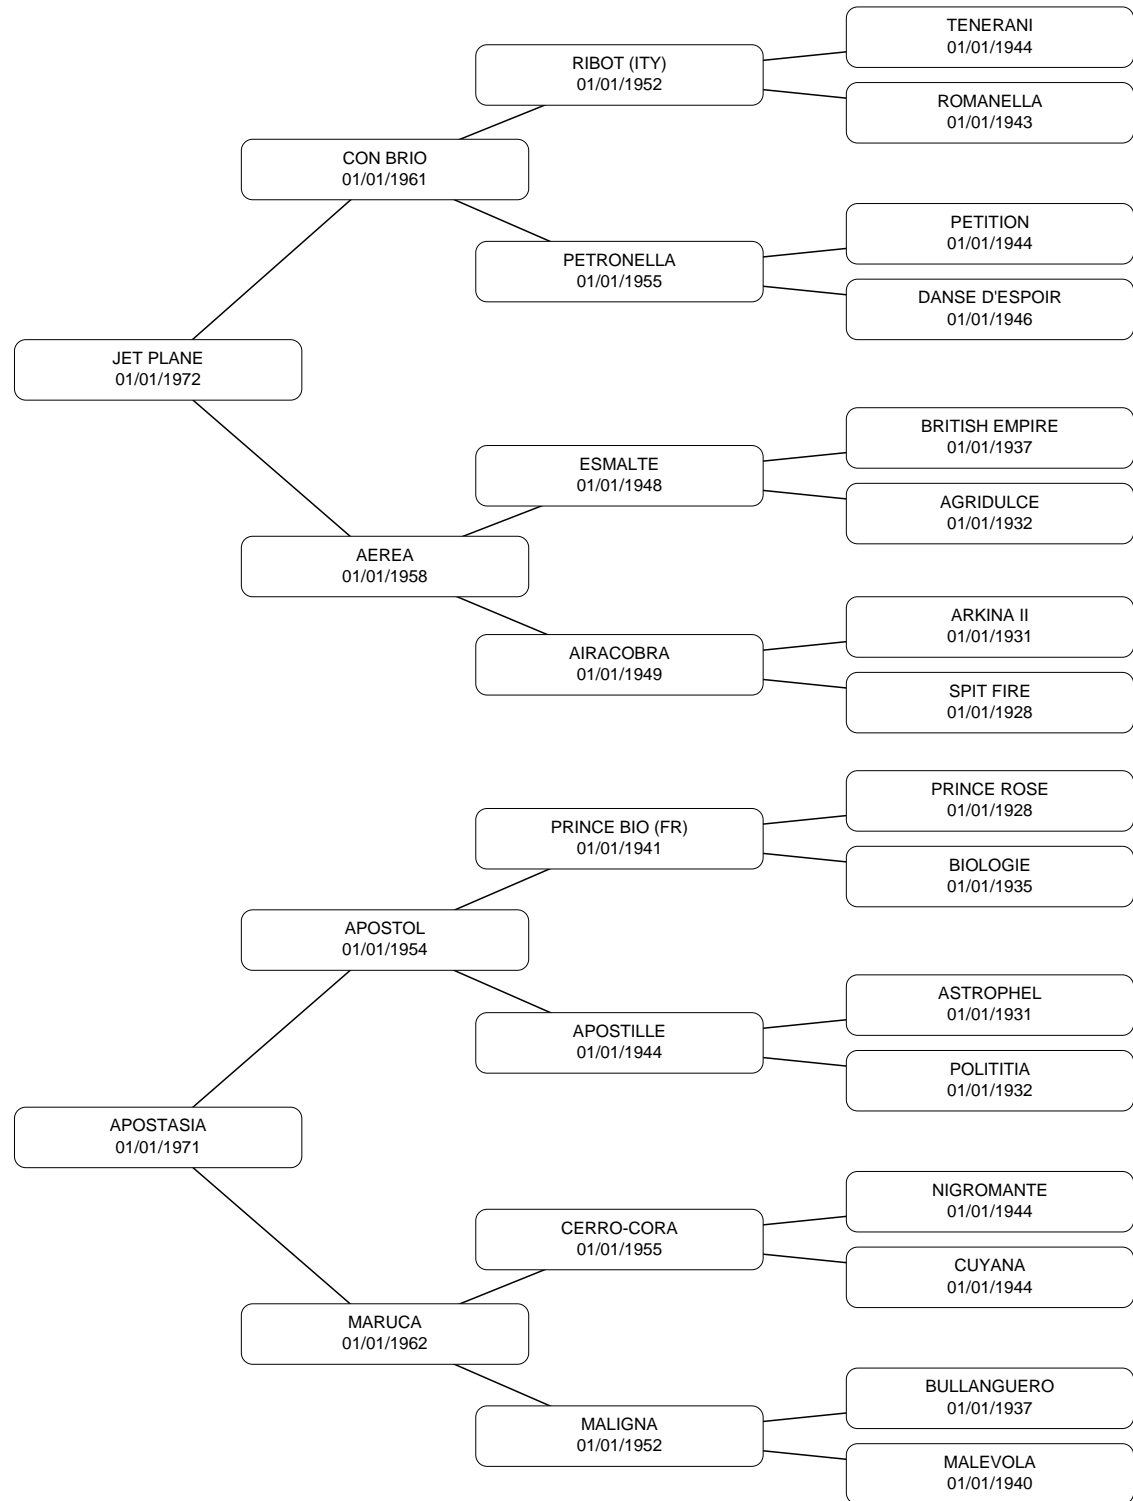 TENERANI
01/01/1944
RIBOT (ITY)
01/01/1952
ROMANELLA
01/01/1943
CON BRIO
01/01/1961
PETITION
01/01/1944
PETRONELLA
01/01/1955
DANSE D'ESPOIR
01/01/1946
JET PLANE
01/01/1972
BRITISH EMPIRE
01/01/1937
ESMALTE
01/01/1948
AGRIDULCE
01/01/1932
AEREA
01/01/1958
ARKINA II
01/01/1931
AIRACOBRA
01/01/1949
SPIT FIRE
01/01/1928
PRINCE ROSE
01/01/1928
PRINCE BIO (FR)
01/01/1941
BIOLOGIE
01/01/1935
APOSTOL
01/01/1954
ASTROPHEL
01/01/1931
APOSTILLE
01/01/1944
POLITITIA
01/01/1932
APOSTASIA
01/01/1971
NIGROMANTE
01/01/1944
CERRO-CORA
01/01/1955
CUYANA
01/01/1944
MARUCA
01/01/1962
BULLANGUERO
01/01/1937
MALIGNA
01/01/1952
MALEVOLA
01/01/1940